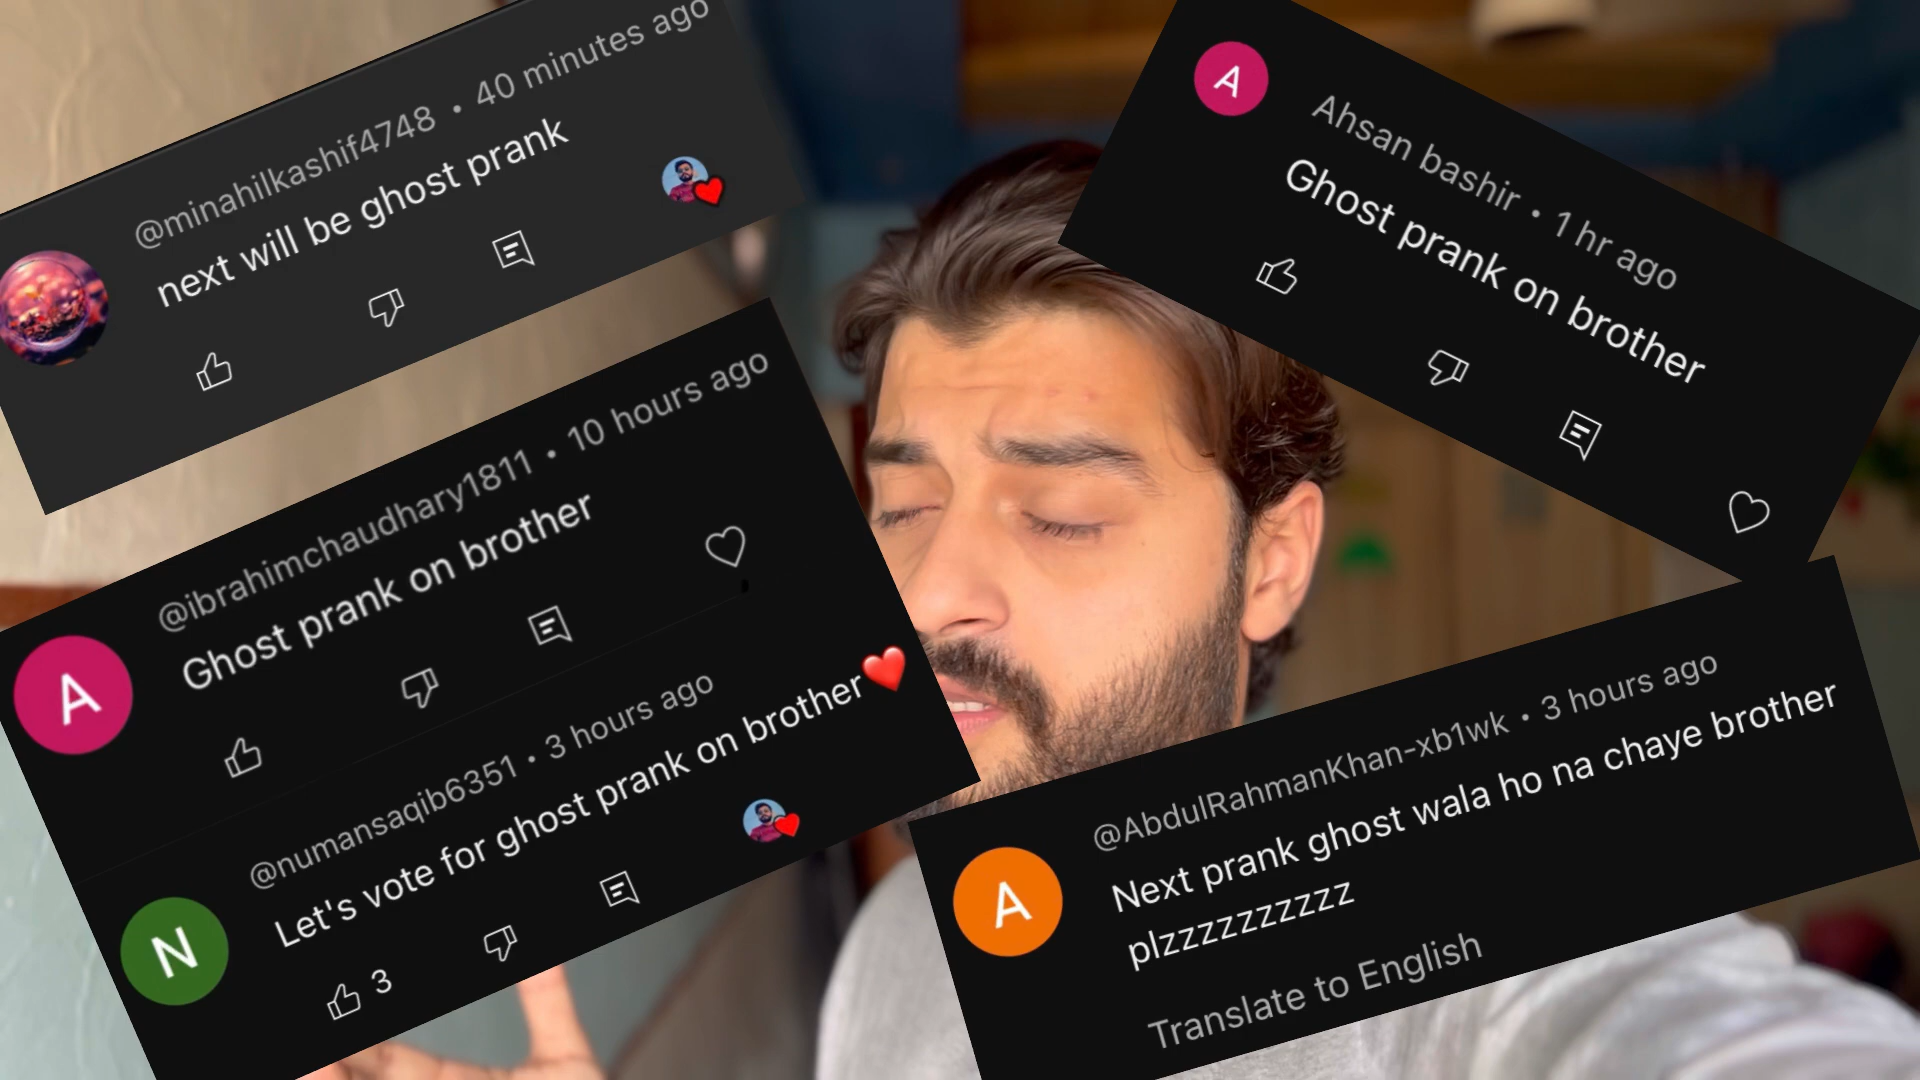 @minahilkashif4748 • 40 minutes ago
next will be ghost prank
A
Ahsan bashir • 1 hr ago
Ghost prank on brother
@ibrahimchaudhary1811 • 10 hours ago
A
Ghost prank on brother
@numansaqib6351 • 3 hours ago
N
Let's vote for ghost prank on brother❤️
3
@AbdulRahmanKhan-xb1wk • 3 hours ago
A
Next prank ghost wala ho na chaye brother
plzzzzzzzzzz
Translate to English